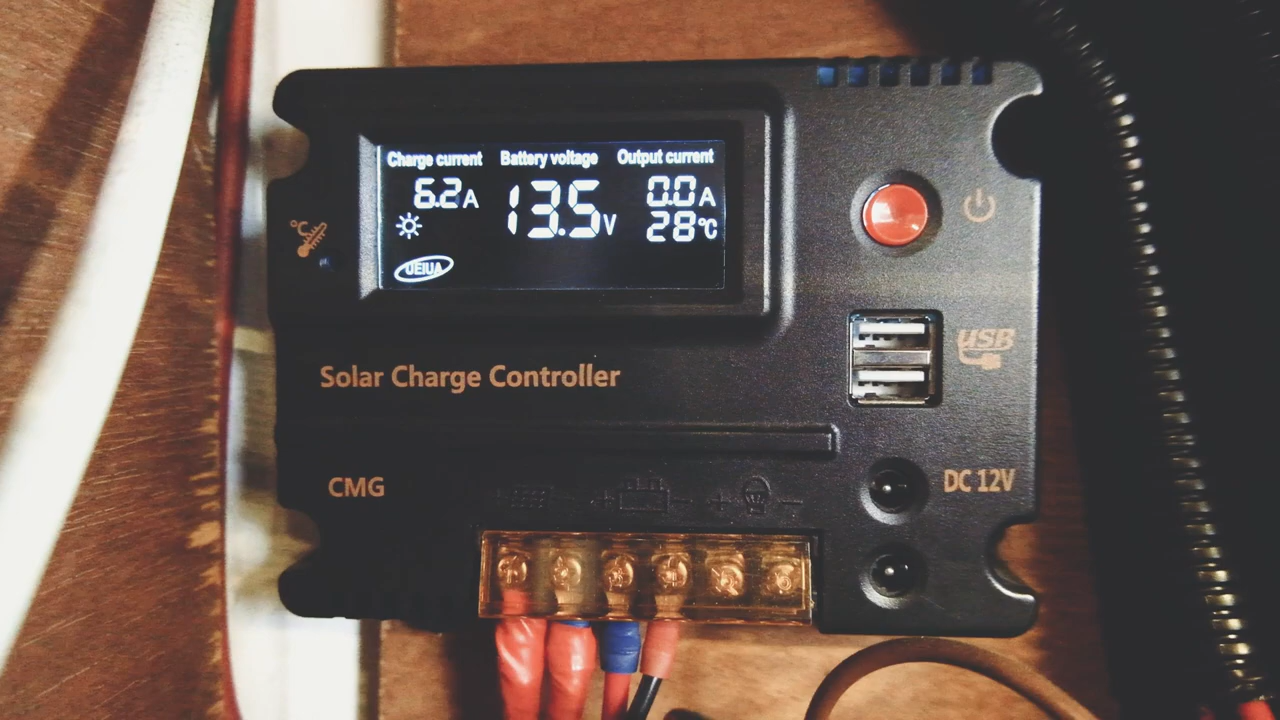 Charge current Battery voltage Output current
6.2A 13.5V 0.0A
28°C
UEIUA
°C
Solar Charge Controller
USB
CMG
DC 12V